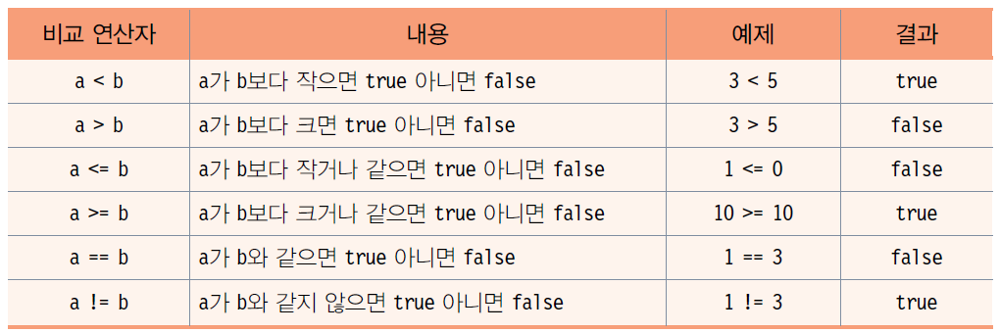 비교 연산자 내용 예제 결과
a < b a가 b보다 작으면 true 아니면 false 3 < 5 true
a > b a가 b보다 크면 true 아니면 false 3 > 5 false
a <= b a가 b보다 작거나 같으면 true 아니면 false 1 <= 0 false
a >= b a가 b보다 크거나 같으면 true 아니면 false 10 >= 10 true
a == b a가 b와 같으면 true 아니면 false 1 == 3 false
a != b a가 b와 같지 않으면 true 아니면 false 1 != 3 true